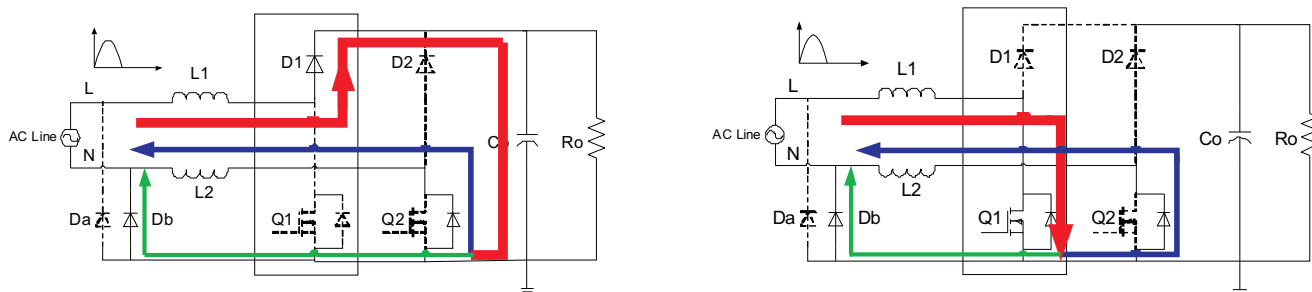 D1
D2
L1
L
AC Line
N
Co
Ro
L2
Da
Db
Q1
Q2
D1
D2
L1
L
AC Line
N
Co
Ro
L2
Da
Db
Q1
Q2